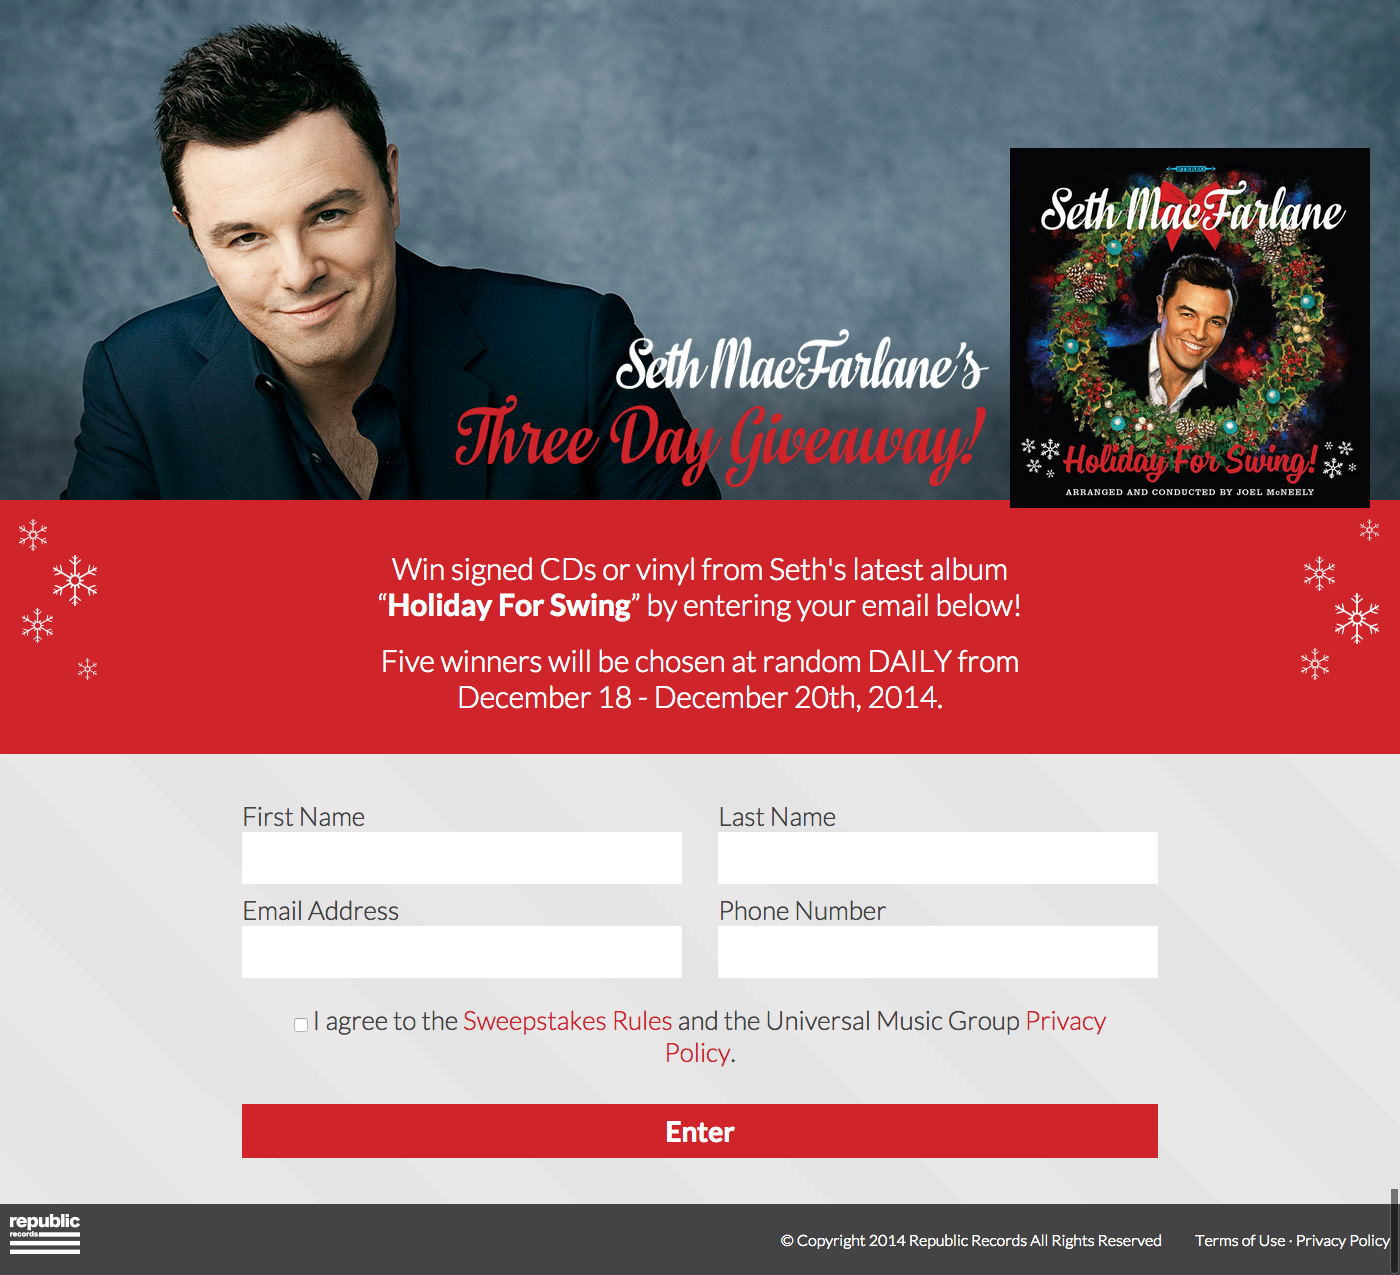 STEREO
Seth MacFarlane
Seth MacFarlane's
Three Day Giveaway!
Holiday For Swing!
ARRANGED AND CONDUCTED BY JOEL McNEELY
Win signed CDs or vinyl from Seth's latest album
“Holiday For Swing” by entering your email below!
Five winners will be chosen at random DAILY from
December 18 - December 20th, 2014.
First Name
Last Name
Email Address
Phone Number
I agree to the Sweepstakes Rules and the Universal Music Group Privacy
Policy.
Enter
republic
records
© Copyright 2014 Republic Records All Rights Reserved
Terms of Use · Privacy Policy